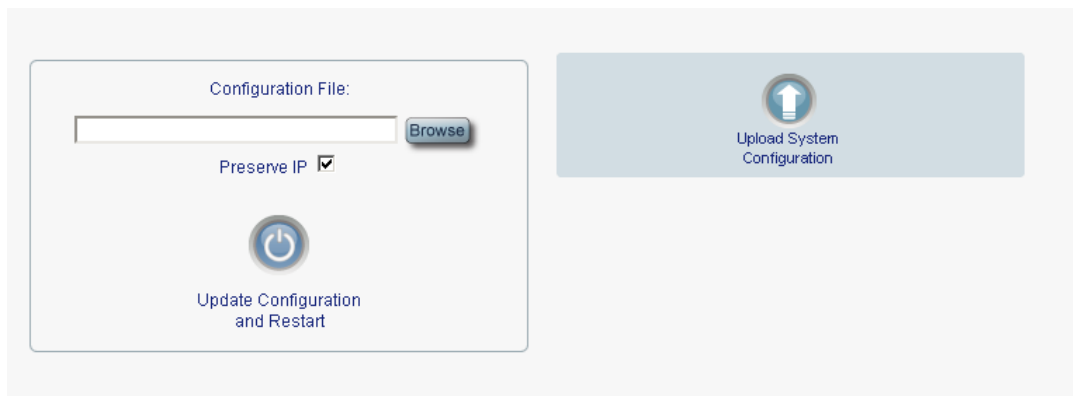 Configuration File:
Browse
Preserve IP
Update Configuration
and Restart
Upload System
Configuration